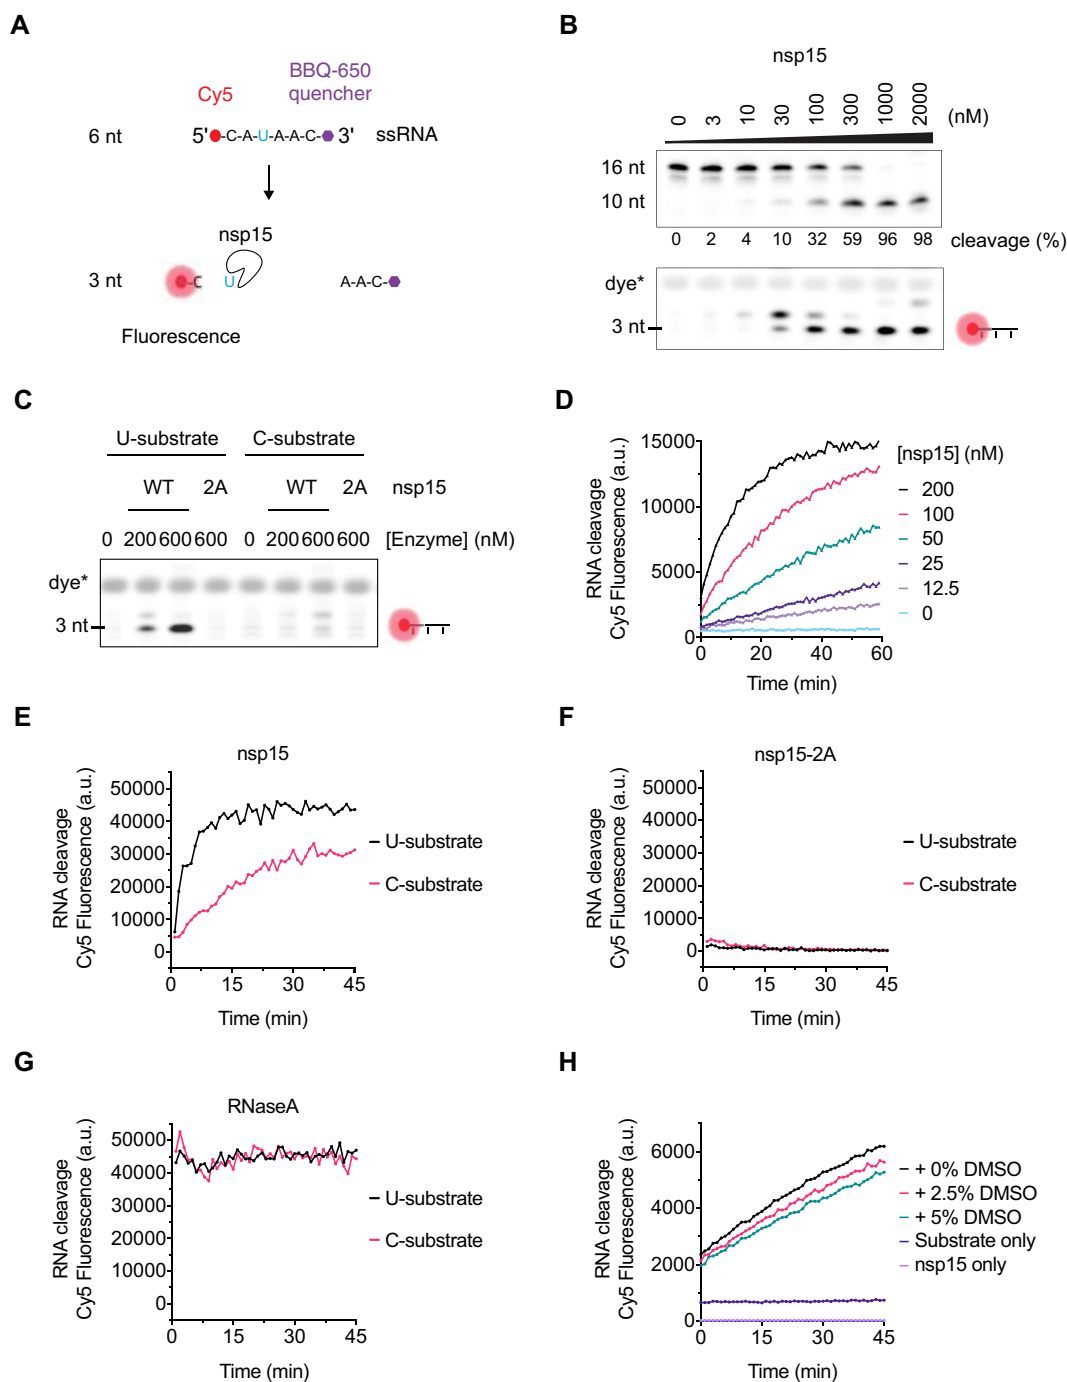 A
BBQ-650
quencher
Cy5
6 nt
5' -C-A-U-A-A-C- 3'
ssRNA
nsp15
3 nt
-C
U
A-A-C-
Fluorescence
B
nsp15
0 3 10 30 100 300 1000 2000 (nM)
16 nt
10 nt
0 2 4 10 32 59 96 98 cleavage (%)
dye*
3 nt
C
U-substrate C-substrate
WT 2A WT 2A nsp15
0 200 600 600 0 200 600 600 [Enzyme] (nM)
dye*
3 nt
D
RNA cleavage
Cy5 Fluorescence (a.u.)
15000
10000
5000
0
0 20 40 60
Time (min)
[nsp15] (nM)
200
100
50
25
12.5
0
E
nsp15
RNA cleavage
Cy5 Fluorescence (a.u.)
50000
40000
30000
20000
10000
0
0 15 30 45
Time (min)
U-substrate
C-substrate
F
nsp15-2A
RNA cleavage
Cy5 Fluorescence (a.u.)
50000
40000
30000
20000
10000
0
0 15 30 45
Time (min)
U-substrate
C-substrate
G
RNaseA
RNA cleavage
Cy5 Fluorescence (a.u.)
50000
40000
30000
20000
10000
0
0 15 30 45
Time (min)
U-substrate
C-substrate
H
RNA cleavage
Cy5 Fluorescence (a.u.)
6000
4000
2000
0
0 15 30 45
Time (min)
+ 0% DMSO
+ 2.5% DMSO
+ 5% DMSO
Substrate only
nsp15 only